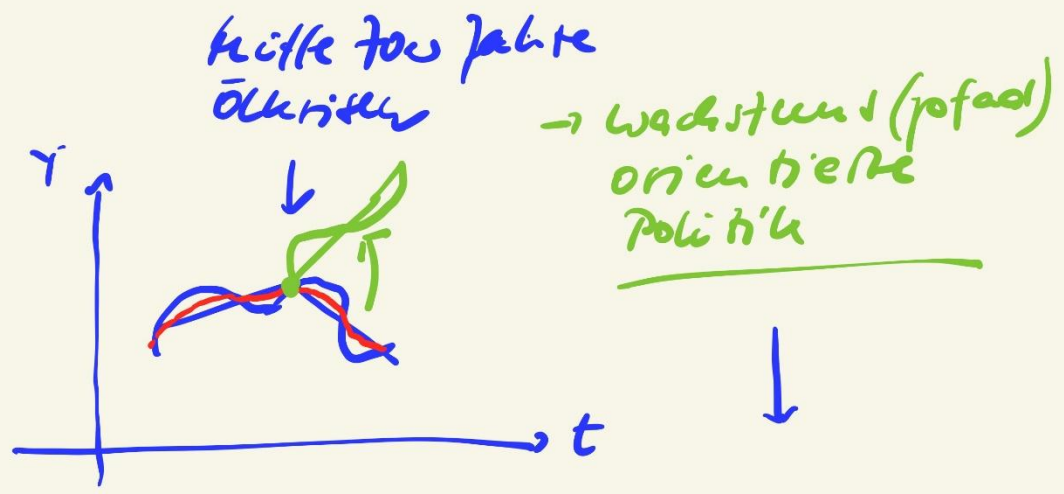 Mitte 70er Jahre
Ölkrisen
→ wachstums(pfad)
orientierte
Politik
Y
t